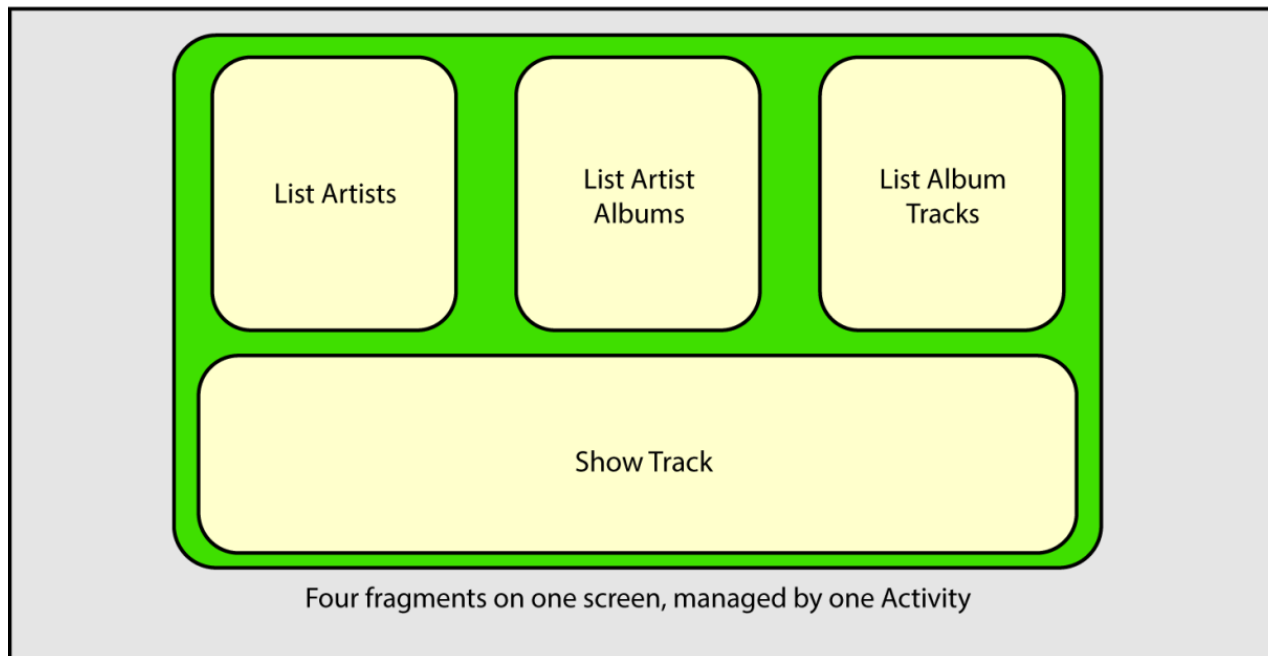 List Artists
List Artist
Albums
List Album
Tracks
Show Track
Four fragments on one screen, managed by one Activity